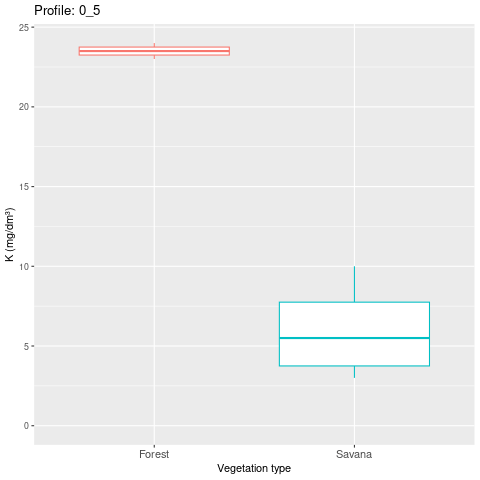 Profile: 0_5
25
20
15
10
5
0
K (mg/dm³)
Forest
Savana
Vegetation type